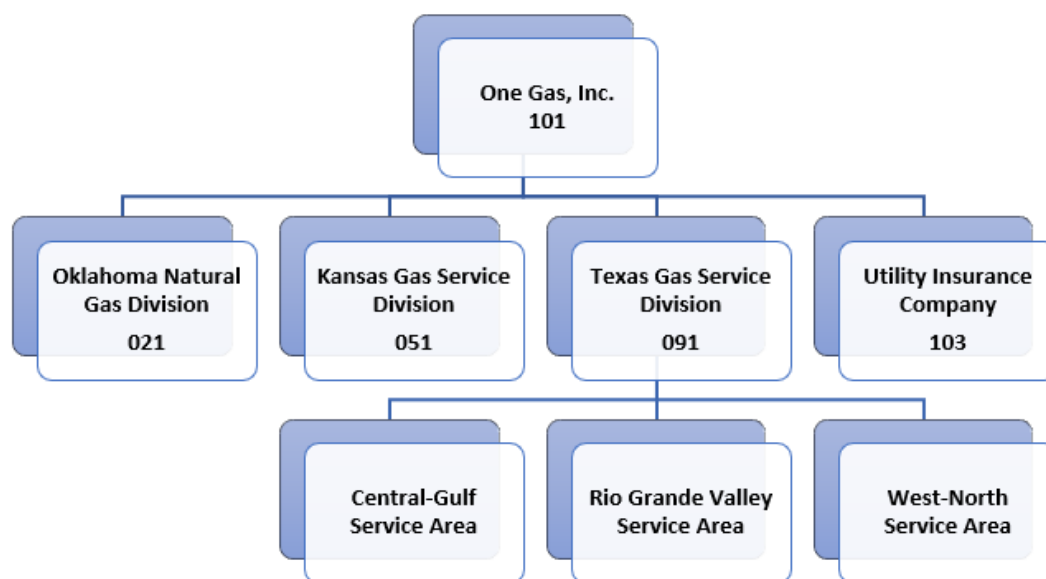 One Gas, Inc.
101
Oklahoma Natural
Gas Division
021
Kansas Gas Service
Division
051
Texas Gas Service
Division
091
Utility Insurance
Company
103
Central-Gulf
Service Area
Rio Grande Valley
Service Area
West-North
Service Area